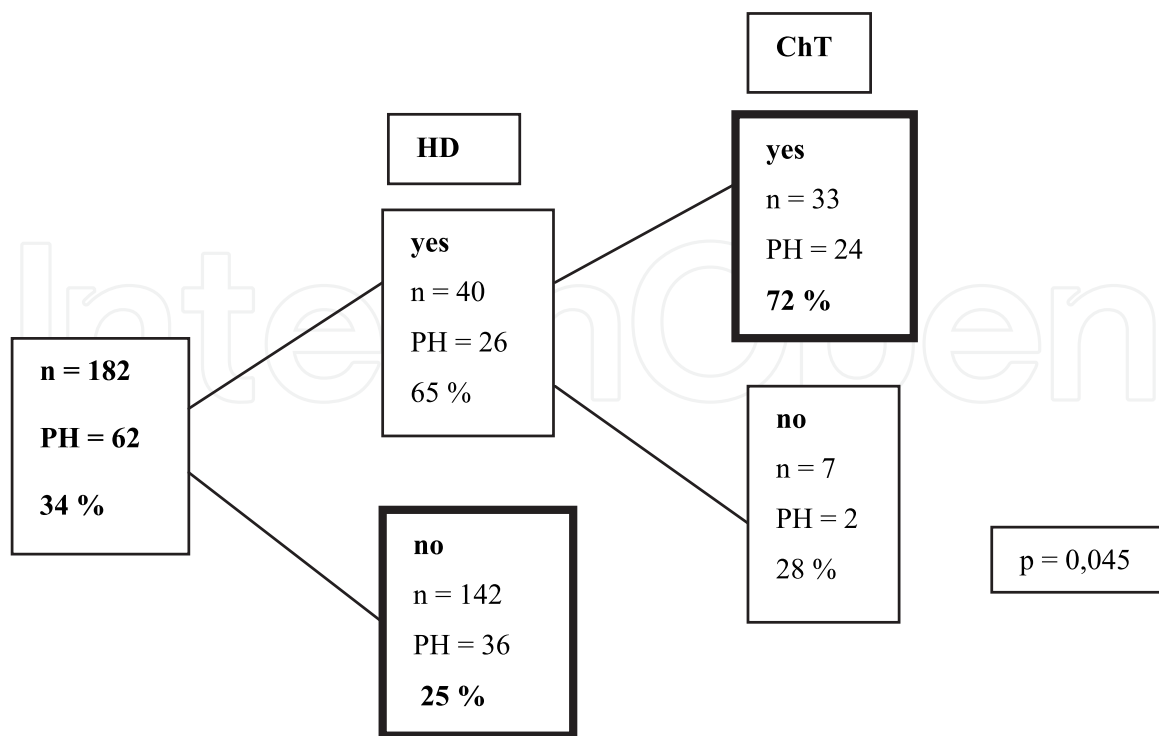 ChT
HD
yes
n = 33
PH = 24
72 %
yes
n = 40
PH = 26
65 %
n = 182
PH = 62
34 %
no
n = 7
PH = 2
28 %
no
n = 142
PH = 36
25 %
p = 0,045
IntechOpen